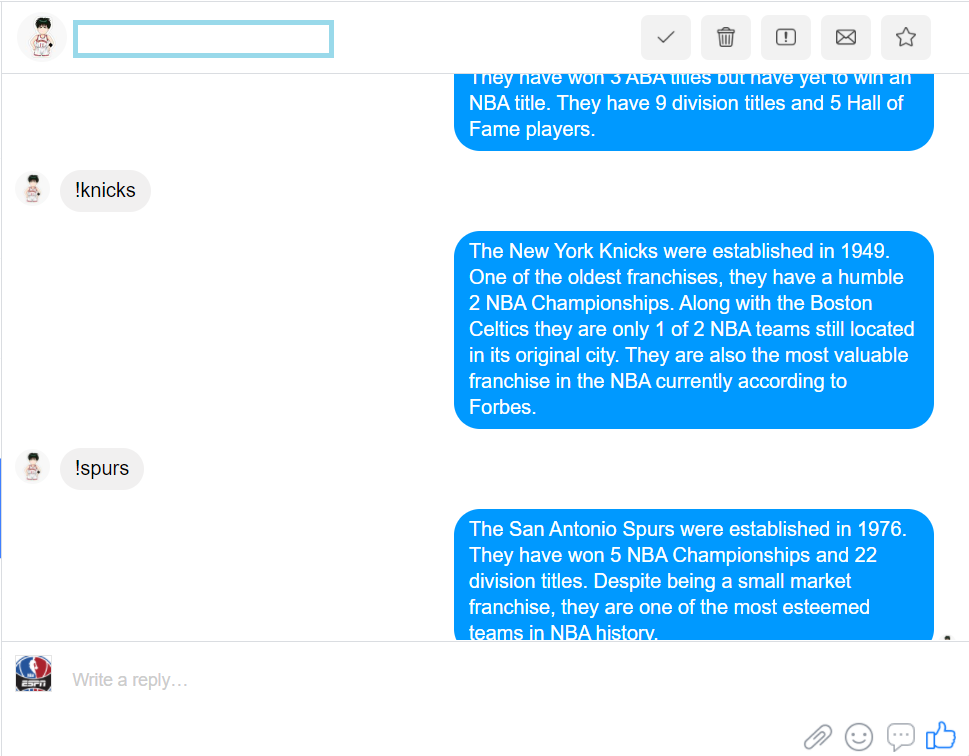 They have won 3 ABA titles but have yet to win an
NBA title. They have 9 division titles and 5 Hall of
Fame players.
!knicks
The New York Knicks were established in 1949.
One of the oldest franchises, they have a humble
2 NBA Championships. Along with the Boston
Celtics they are only 1 of 2 NBA teams still located
in its original city. They are also the most valuable
franchise in the NBA currently according to
Forbes.
!spurs
The San Antonio Spurs were established in 1976.
They have won 5 NBA Championships and 22
division titles. Despite being a small market
franchise, they are one of the most esteemed
teams in NBA history.
ESPN
Write a reply…